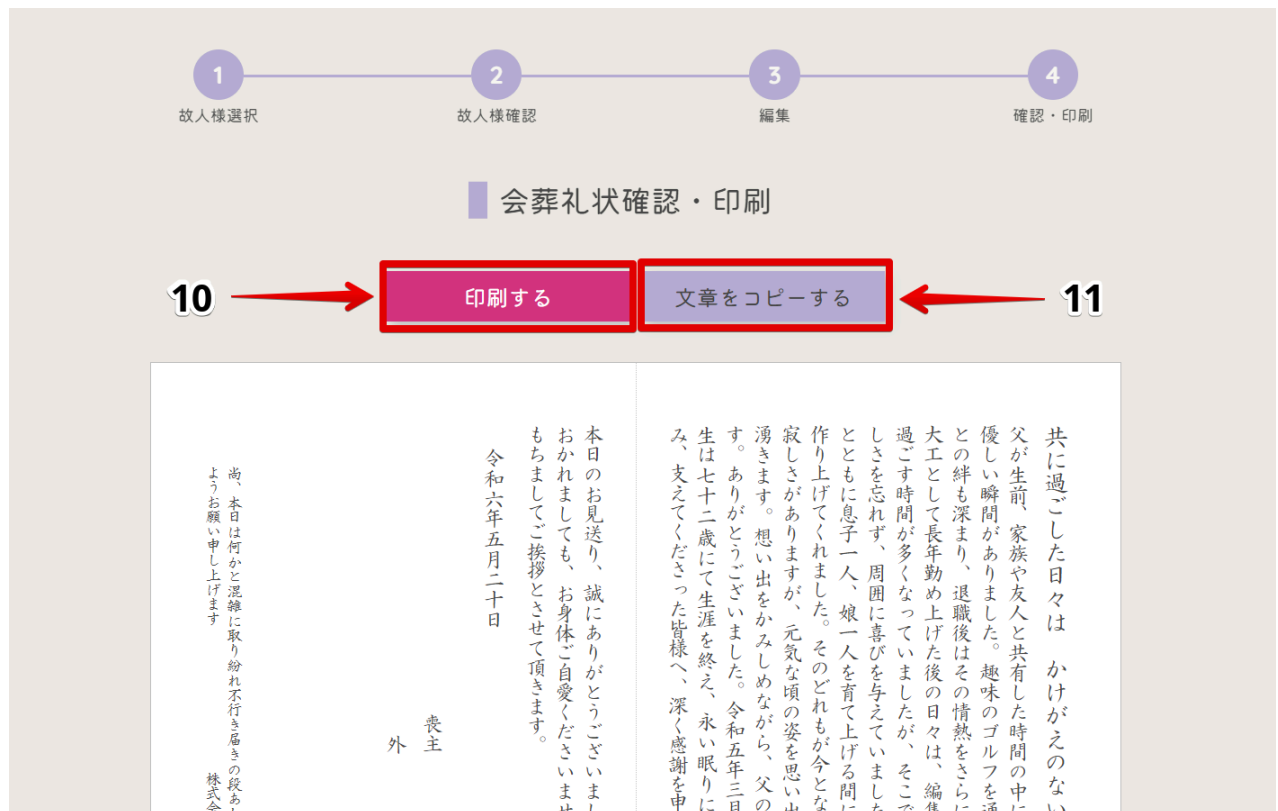 1
2
3
4
故人様選択
故人様確認
編集
確認・印刷
会葬礼状確認・印刷
10
印刷する
文章をコピーする
11
共に過ごした日々は　かけがえのない
父が生前、家族や友人と共有した時間の中に
優しい瞬間がありました。趣味のゴルフを通
との絆も深まり、退職後はその情熱をさらに
大工として長年勤め上げた後の日々は、編集
過ごす時間が多くなっていましたが、そこで
しさを忘れず、周囲に喜びを与えていました
とともに息子一人、娘一人を育て上げる間に
作り上げてくれました。そのどれもが今とな
寂しさがありますが、元気な頃の姿を思い出
湧きます。想い出をかみしめながら、父の
す。ありがとうございました。令和五年三月
生は七十二歳にて生涯を終え、永い眠りに
み、支えてくださった皆様へ、深く感謝を申
本日のお見送り、誠にありがとうございまし
おかれましても、お身体ご自愛くださいませ
もちましてご挨拶とさせて頂きます。
令和六年五月二十日
喪主
外
尚、本日は何かと混雑に取り紛れ不行き届きの段あ
ようお願い申し上げます
株式会